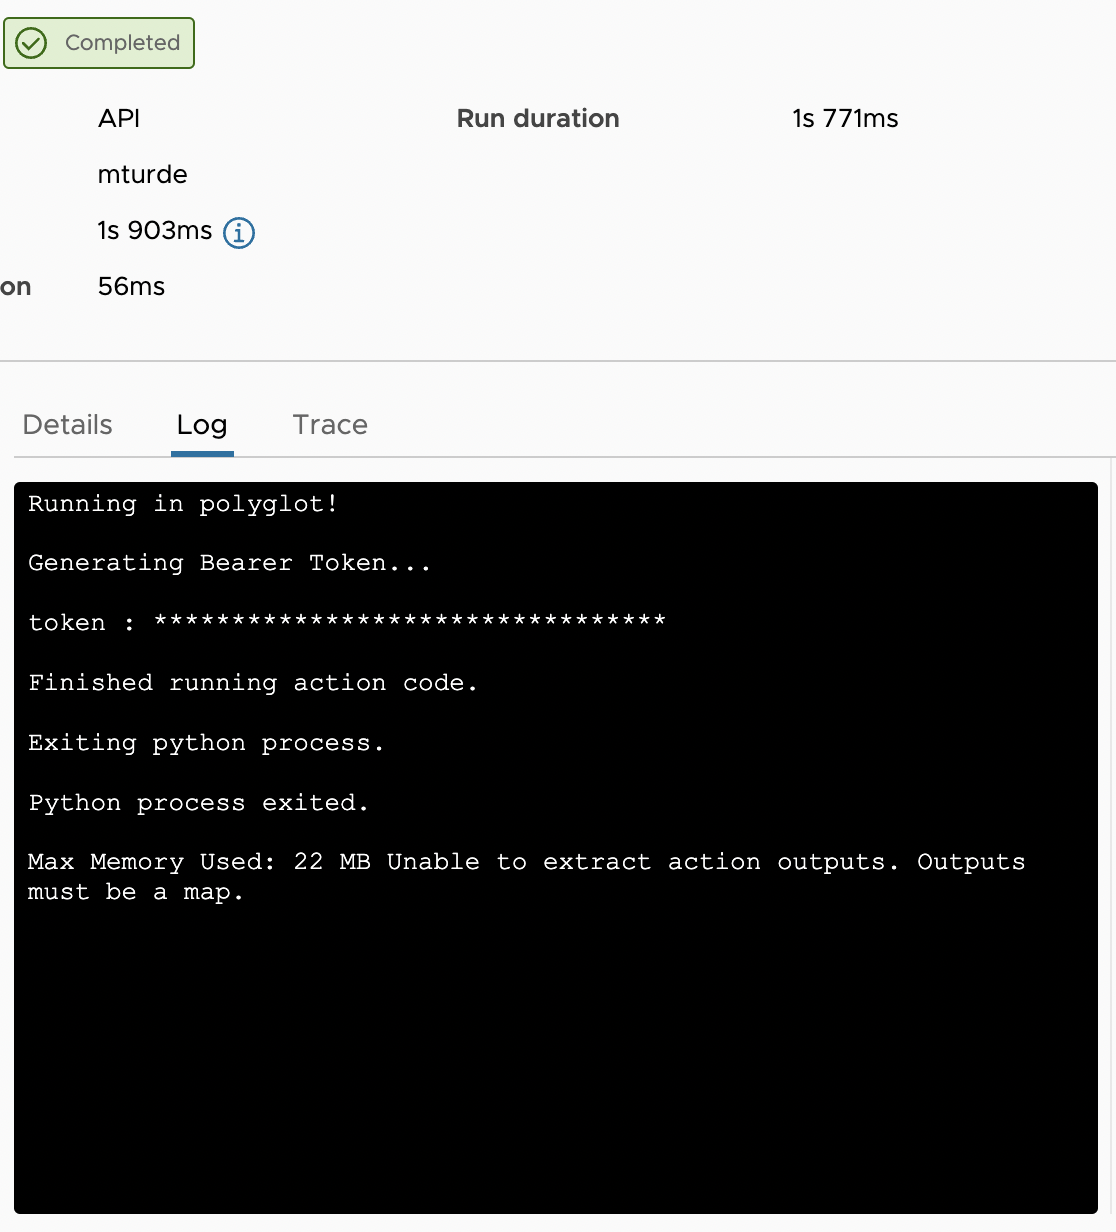 Completed
API
Run duration
1s 771ms
mturde
1s 903ms
on
56ms
Details
Log
Trace
Running in polyglot!
Generating Bearer Token...
token : *********************************
Finished running action code.
Exiting python process.
Python process exited.
Max Memory Used: 22 MB Unable to extract action outputs. Outputs
must be a map.